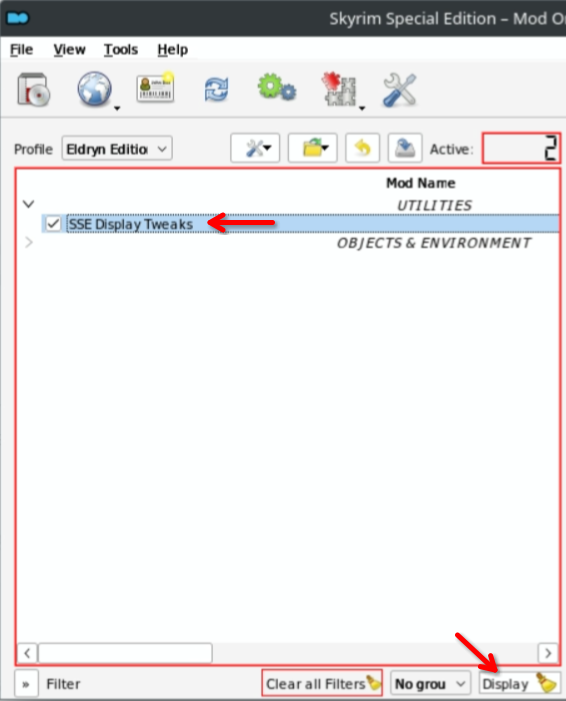 Skyrim Special Edition – Mod O
File View Tools Help
Profile Eldryn Editio Active: 2
Mod Name
UTILITIES
SSE Display Tweaks
OBJECTS & ENVIRONMENT
» Filter Clear all Filters No grou Display